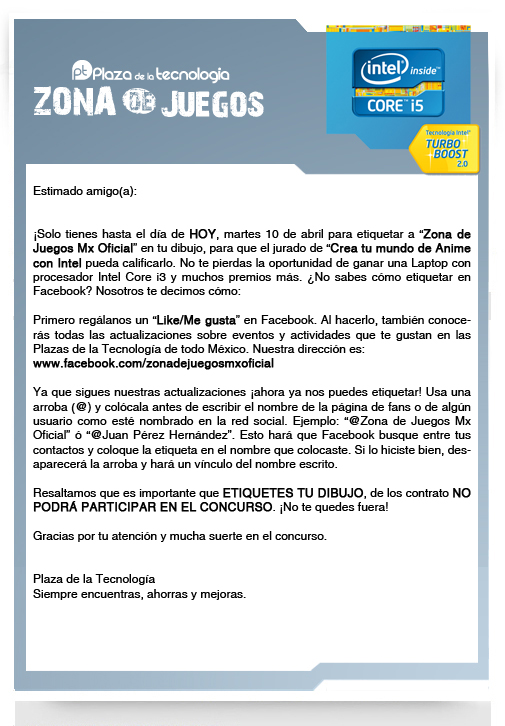 pt Plaza de la tecnología
ZONA DE JUEGOS
intel inside™
CORE™ i5
Tecnología Intel®
TURBO
BOOST
2.0
Estimado amigo(a):
¡Solo tienes hasta el día de HOY, martes 10 de abril para etiquetar a “Zona de
Juegos Mx Oficial” en tu dibujo, para que el jurado de “Crea tu mundo de Anime
con Intel pueda calificarlo. No te pierdas la oportunidad de ganar una Laptop con
procesador Intel Core i3 y muchos premios más. ¿No sabes cómo etiquetar en
Facebook? Nosotros te decimos cómo:
Primero regálanos un “Like/Me gusta” en Facebook. Al hacerlo, también conoce-
rás todas las actualizaciones sobre eventos y actividades que te gustan en las
Plazas de la Tecnología de todo México. Nuestra dirección es:
www.facebook.com/zonadejuegosmxoficial
Ya que sigues nuestras actualizaciones ¡ahora ya nos puedes etiquetar! Usa una
arroba (@) y colócala antes de escribir el nombre de la página de fans o de algún
usuario como esté nombrado en la red social. Ejemplo: “@Zona de Juegos Mx
Oficial” ó “@Juan Pérez Hernández”. Esto hará que Facebook busque entre tus
contactos y coloque la etiqueta en el nombre que colocaste. Si lo hiciste bien, des-
aparecerá la arroba y hará un vínculo del nombre escrito.
Resaltamos que es importante que ETIQUETES TU DIBUJO, de los contrato NO
PODRÁ PARTICIPAR EN EL CONCURSO. ¡No te quedes fuera!
Gracias por tu atención y mucha suerte en el concurso.
Plaza de la Tecnología
Siempre encuentras, ahorras y mejoras.